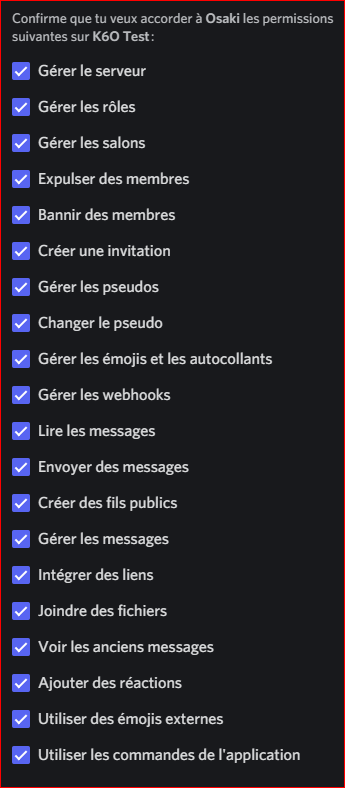 Confirme que tu veux accorder à Osaki les permissions
suivantes sur K6O Test :
Gérer le serveur
Gérer les rôles
Gérer les salons
Expulser des membres
Bannir des membres
Créer une invitation
Gérer les pseudos
Changer le pseudo
Gérer les émojis et les autocollants
Gérer les webhooks
Lire les messages
Envoyer des messages
Créer des fils publics
Gérer les messages
Intégrer des liens
Joindre des fichiers
Voir les anciens messages
Ajouter des réactions
Utiliser des émojis externes
Utiliser les commandes de l'application